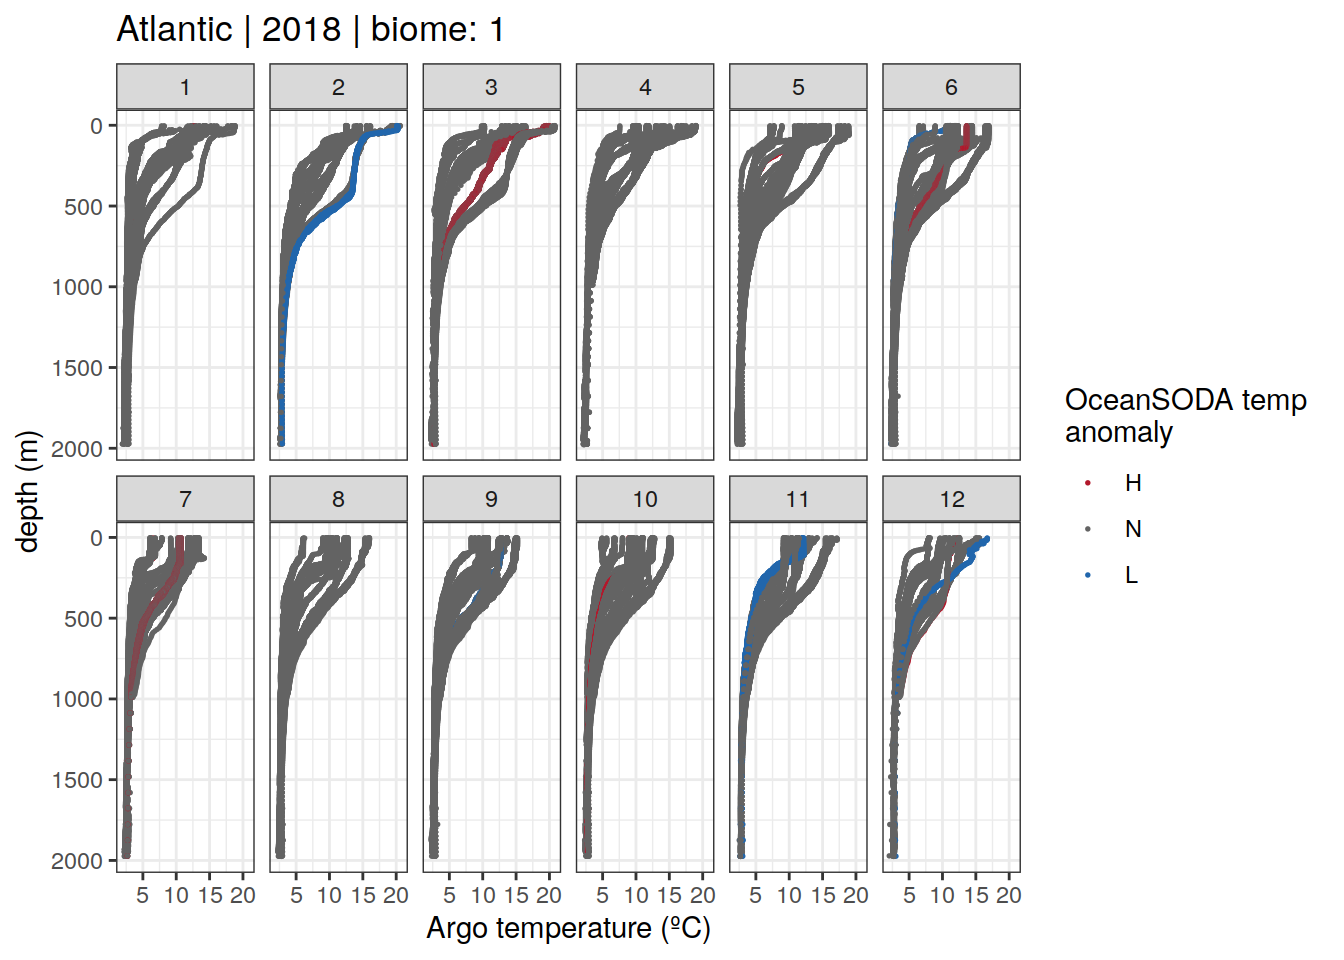 Atlantic | 2018 | biome: 1
1 2 3 4 5 6
0
500
1000
1500
2000
7 8 9 10 11 12
0
500
1000
1500
2000
5 10 15 20 5 10 15 20 5 10 15 20 5 10 15 20 5 10 15 20 5 10 15 20
Argo temperature (ºC)
depth (m)
OceanSODA temp
anomaly
H
N
L